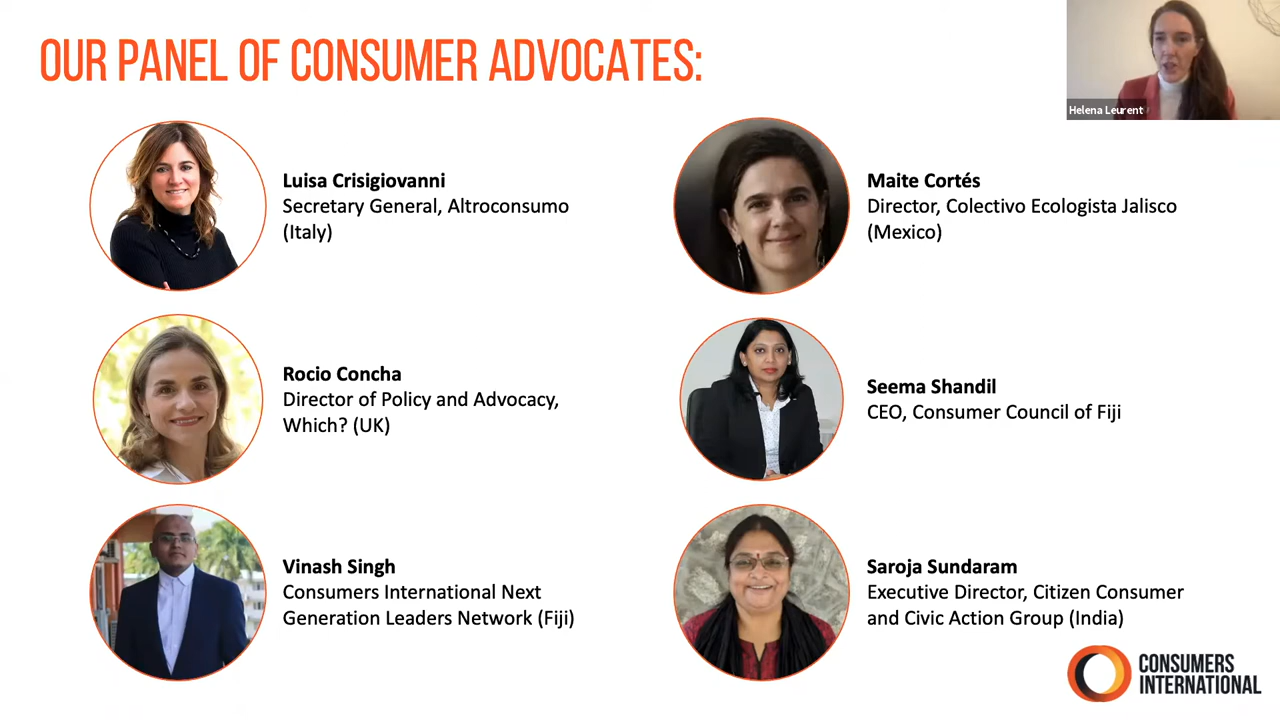 OUR PANEL OF CONSUMER ADVOCATES:
Helena Leurent
Luisa Crisigiovanni
Secretary General, Altroconsumo
(Italy)
Maite Cortés
Director, Colectivo Ecologista Jalisco
(Mexico)
Rocio Concha
Director of Policy and Advocacy,
Which? (UK)
Seema Shandil
CEO, Consumer Council of Fiji
Vinash Singh
Consumers International Next
Generation Leaders Network (Fiji)
Saroja Sundaram
Executive Director, Citizen Consumer
and Civic Action Group (India)
CONSUMERS
INTERNATIONAL